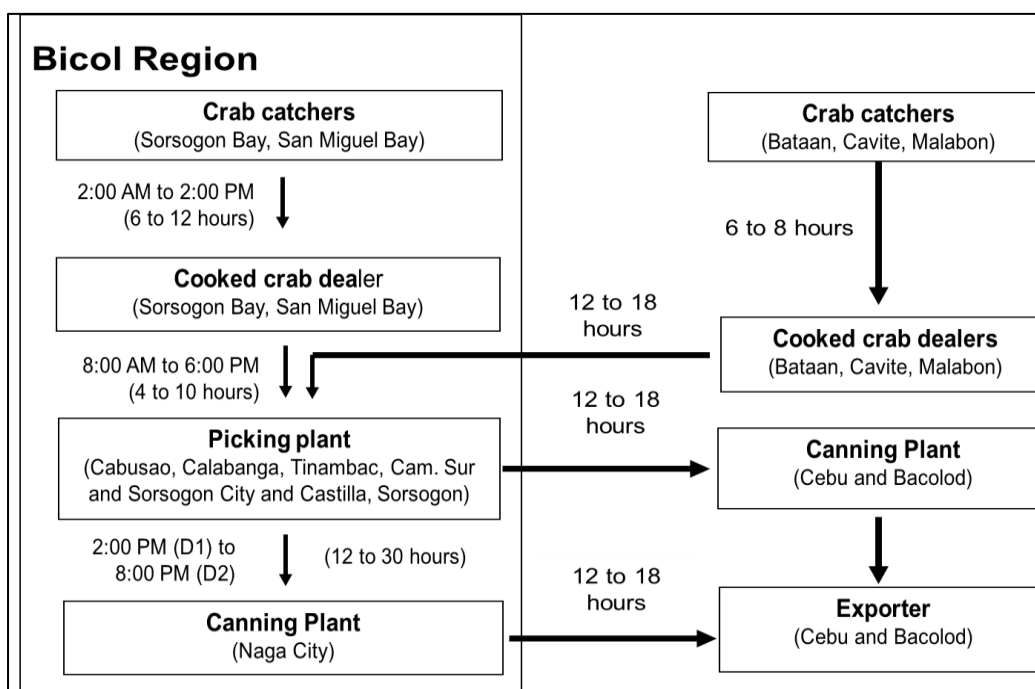 Bicol Region
Crab catchers
(Sorsogon Bay, San Miguel Bay)
2:00 AM to 2:00 PM
(6 to 12 hours)
Cooked crab dealer
(Sorsogon Bay, San Miguel Bay)
8:00 AM to 6:00 PM
(4 to 10 hours)
Picking plant
(Cabusao, Calabanga, Tinambac, Cam. Sur
and Sorsogon City and Castilla, Sorsogon)
2:00 PM (D1) to
8:00 PM (D2)
(12 to 30 hours)
Canning Plant
(Naga City)
Crab catchers
(Bataan, Cavite, Malabon)
6 to 8 hours
12 to 18
hours
Cooked crab dealers
(Bataan, Cavite, Malabon)
12 to 18
hours
Canning Plant
(Cebu and Bacolod)
12 to 18
hours
Exporter
(Cebu and Bacolod)